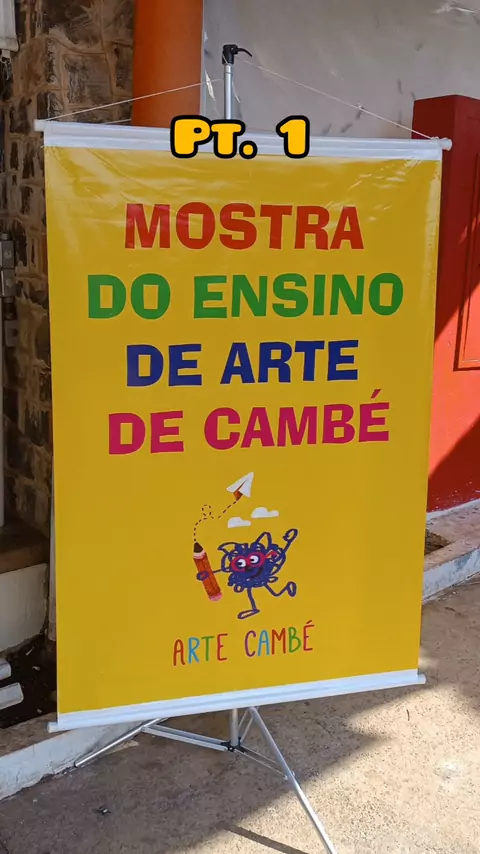 PT. 1
MOSTRA
DO ENSINO
DE ARTE
DE CAMBÉ
ARTE CAMBÉ